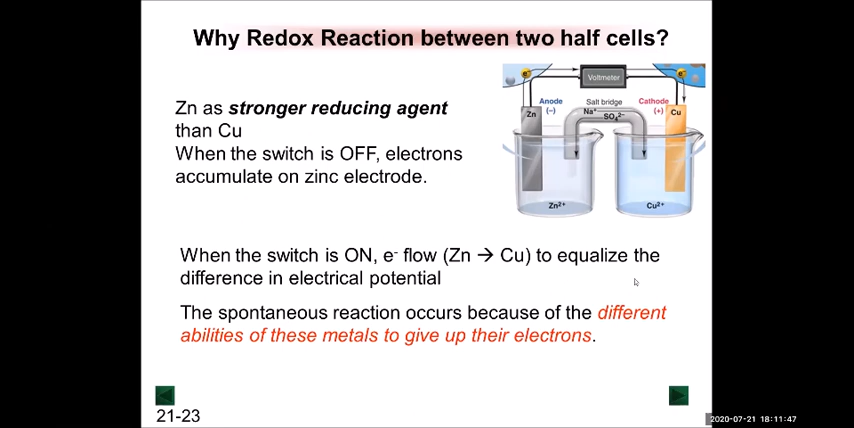 Why Redox Reaction between two half cells?
Zn as stronger reducing agent
than Cu
When the switch is OFF, electrons
accumulate on zinc electrode.
e⁻
Voltmeter
e⁻
Anode
(−)
Salt bridge
Cathode
(+)
Zn
Na⁺
SO₄²⁻
Cu
Zn²⁺
Cu²⁺
When the switch is ON, e⁻ flow (Zn → Cu) to equalize the
difference in electrical potential
The spontaneous reaction occurs because of the different
abilities of these metals to give up their electrons.
21-23
2020-07-21 18:11:47